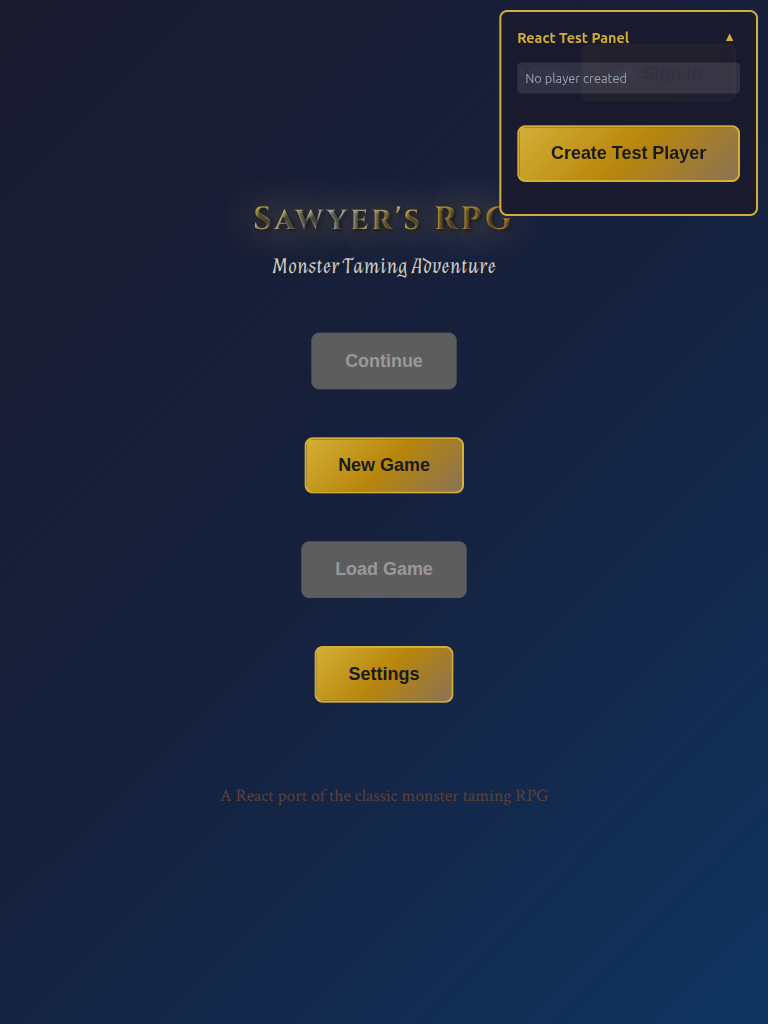 React Test Panel ▲
Sign In
No player created
Create Test Player
Sawyer's RPG
Monster Taming Adventure
Continue
New Game
Load Game
Settings
A React port of the classic monster taming RPG